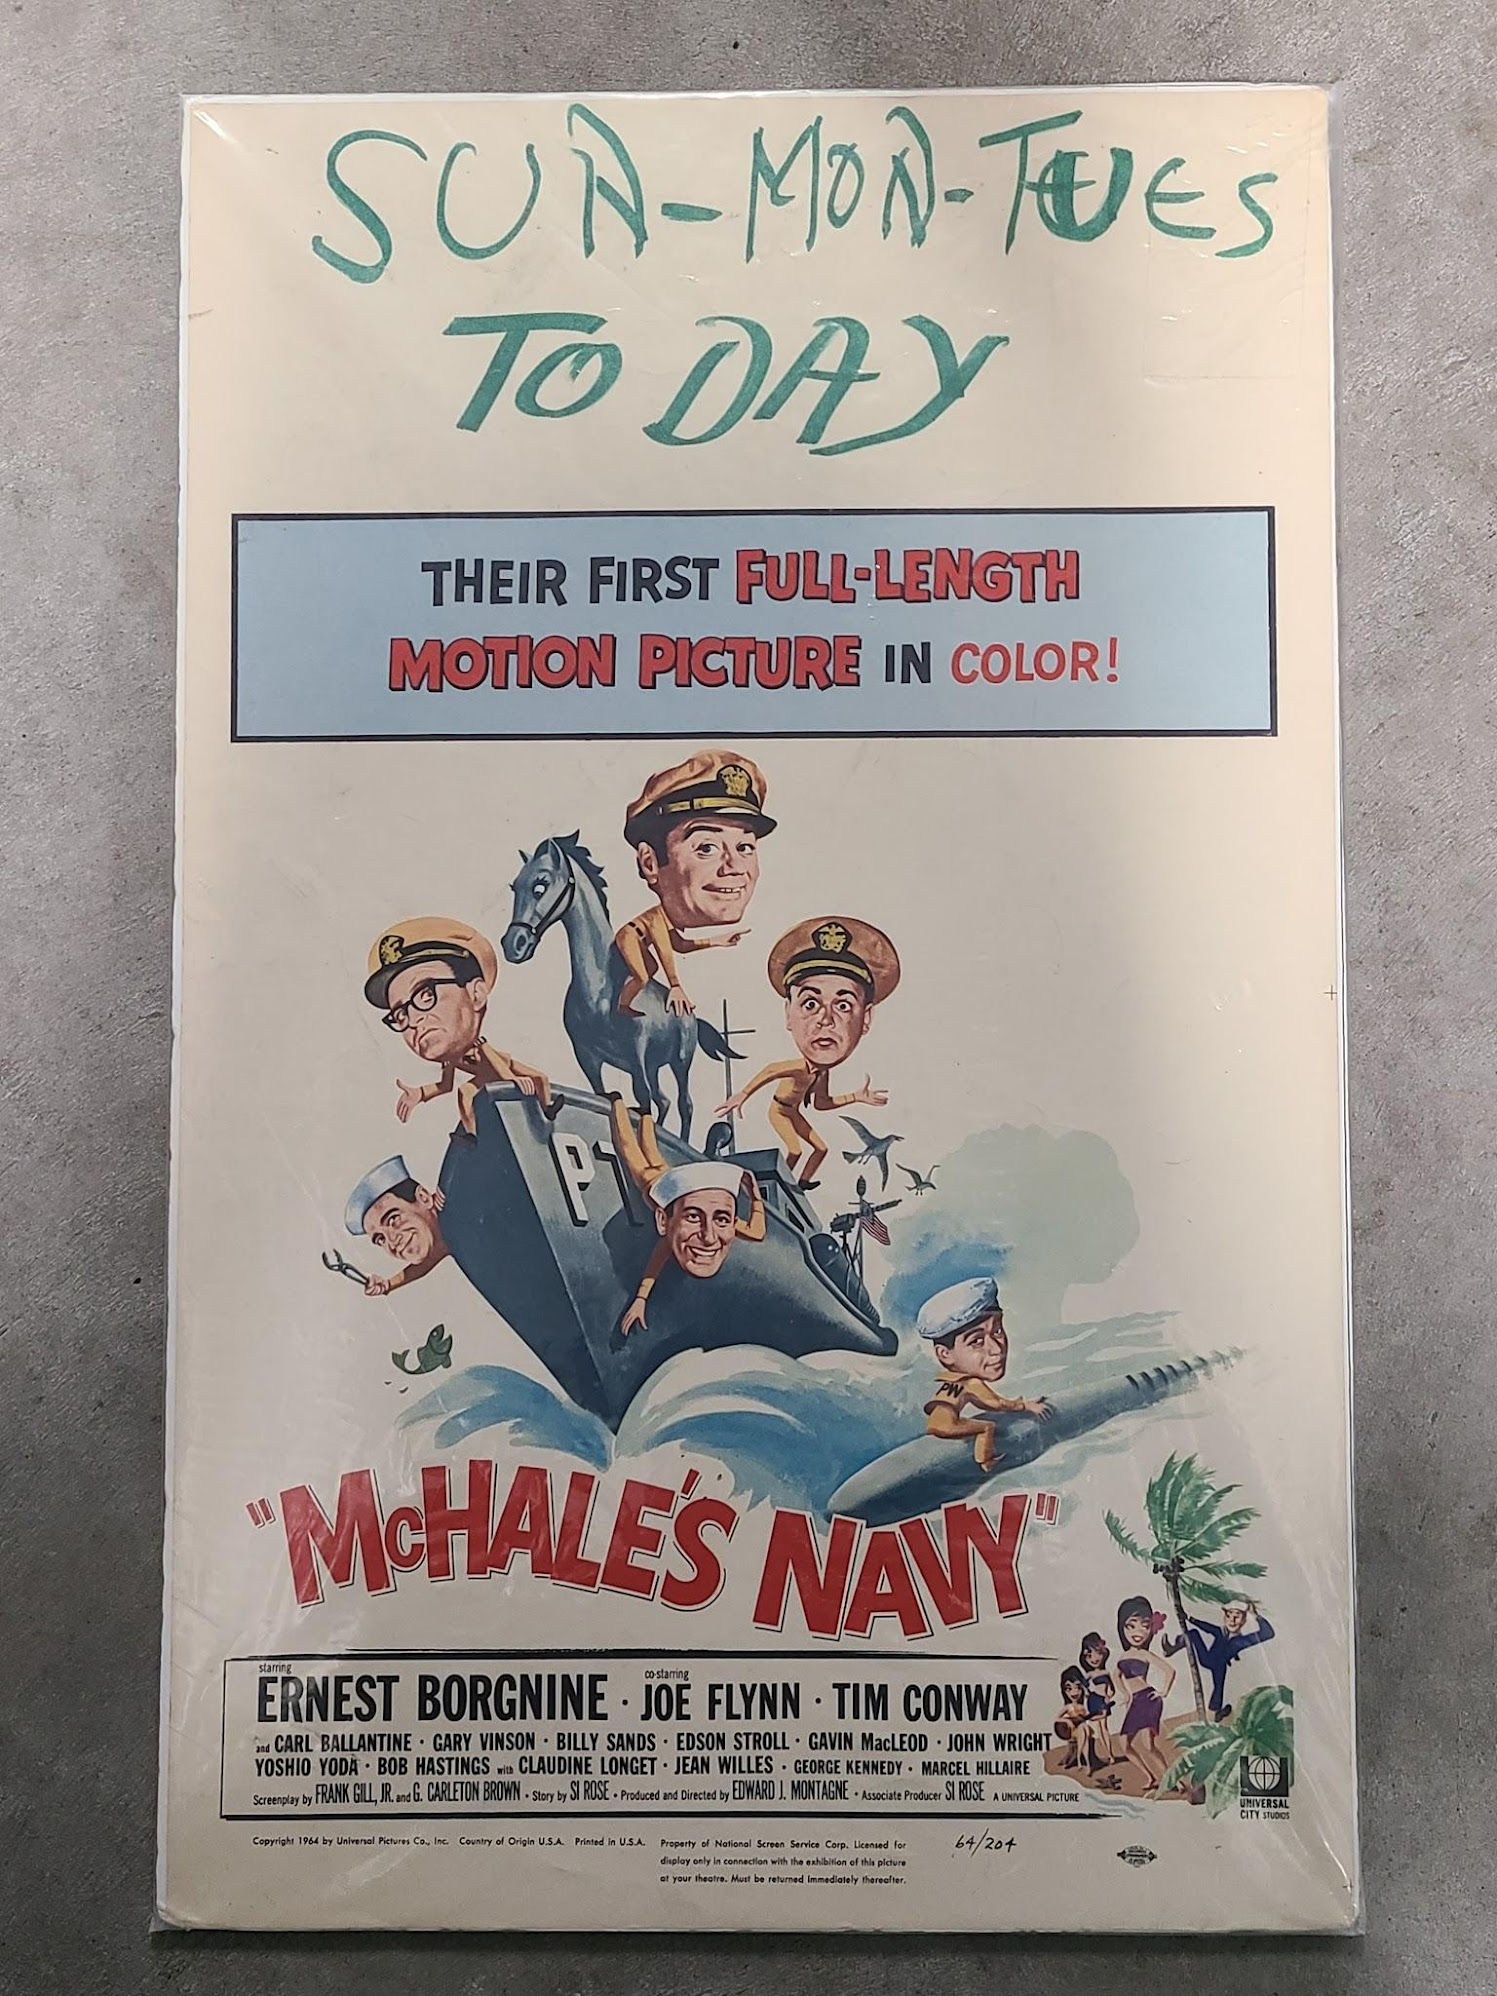 SUN-MON-TUES
TODAY
THEIR FIRST FULL-LENGTH
MOTION PICTURE IN COLOR!
PT
PW
"McHALE'S NAVY"
starring
co-starring
ERNEST BORGNINE · JOE FLYNN · TIM CONWAY
and CARL BALLANTINE · GARY VINSON · BILLY SANDS · EDSON STROLL · GAVIN MacLEOD · JOHN WRIGHT
YOSHIO YODA · BOB HASTINGS with CLAUDINE LONGET · JEAN WILLES · GEORGE KENNEDY · MARCEL HILLAIRE
Screenplay by FRANK GILL, JR. and G. CARLETON BROWN · Story by SI ROSE · Produced and Directed by EDWARD J. MONTAGNE · Associate Producer SI ROSE A UNIVERSAL PICTURE
UNIVERSAL
CITY STUDIOS
Copyright 1964 by Universal Pictures Co., Inc. Country of Origin U.S.A. Printed in U.S.A.
Property of National Screen Service Corp. Licensed for
display only in connection with the exhibition of this picture
at your theatre. Must be returned immediately thereafter.
64/204